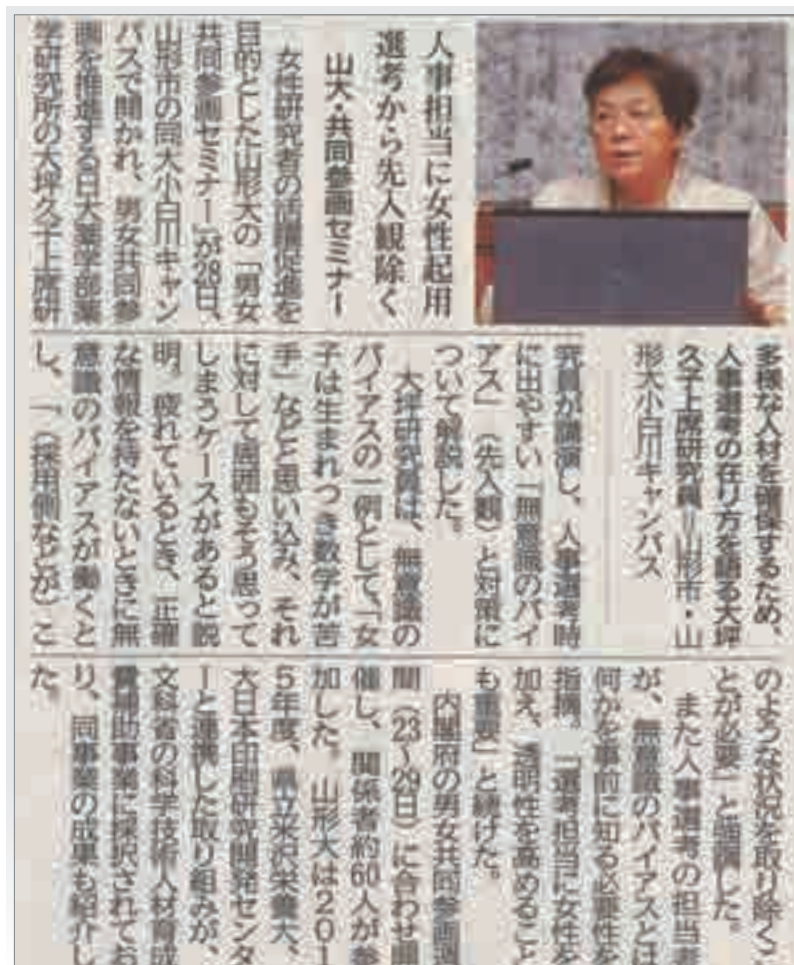 人事担当に女性起用
選考から先入観除く
山大・共同参画セミナー
女性研究者の活躍促進を
目的とした山形大の「男女
共同参画セミナー」が28日、
山形市の同大小白川キャン
パスで開かれ、男女共同参
画を推進する日大薬学部薬
学研究所の大坪久子上席研
多様な人材を確保するため、
人事選考の在り方を語る大坪
久子上席研究員=山形市・山
形大小白川キャンパス
究員が講演し、人事選考時
に出やすい「無意識のバイ
アス」(先入観)と対策に
ついて解説した。
大坪研究員は、無意識の
バイアスの一例として、「女
子は生まれつき数学が苦
手」などと思い込み、それ
に対して周囲もそう思って
しまうケースがあると説
明。疲れているとき、正確
な情報を持たないときに無
意識のバイアスが働くと
し、「(採用側などが)こ
のような状況を取り除くこ
とが必要」と強調した。
また人事選考の担当者
が、無意識のバイアスとは
何かを事前に知る必要性を
指摘。「選考担当に女性を
加え、透明性を高めること
も重要」と続けた。
内閣府の男女共同参画週
間(23〜29日)に合わせ開
催し、関係者約60人が参
加した。山形大は201
5年度、県立米沢栄養大、
大日本印刷研究開発センタ
ーと連携した取り組みが、
文科省の科学技術人材育成
費補助事業に採択されてお
り、同事業の成果も紹介し
た。